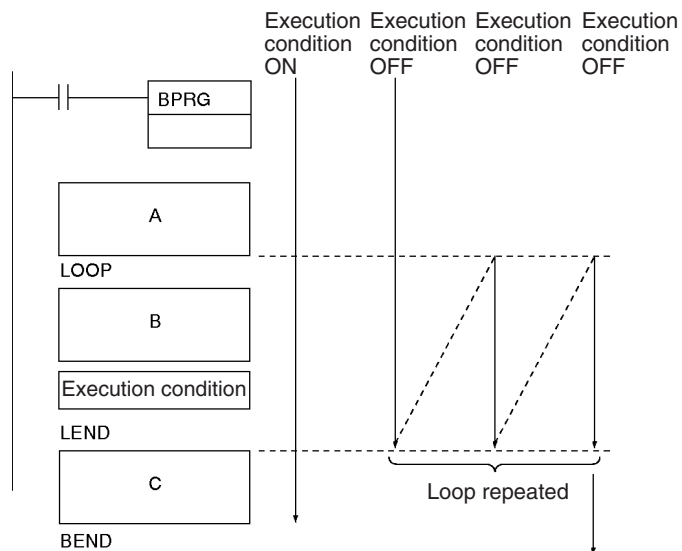 Execution
condition
ON
Execution
condition
OFF
Execution
condition
OFF
Execution
condition
OFF
BPRG
A
LOOP
B
Execution condition
LEND
C
Loop repeated
BEND